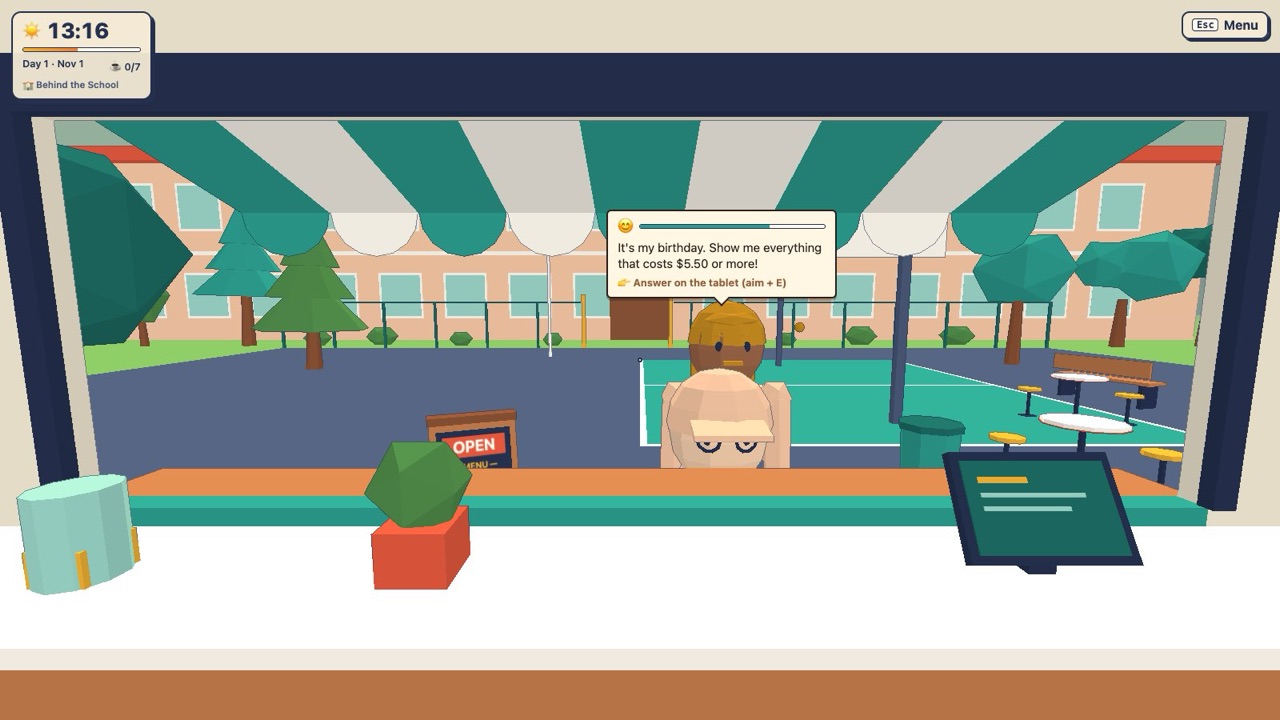 13:16
Day 1 · Nov 1
0/7
Behind the School
Esc Menu
It's my birthday. Show me everything
that costs $5.50 or more!
Answer on the tablet (aim + E)
OPEN
MENU —